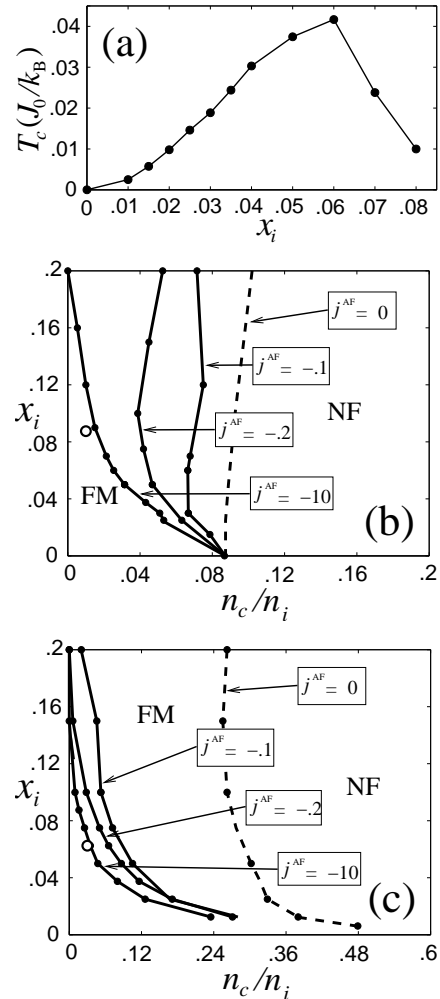 (a)
T_c (J_0/k_B)
.04
.03
.02
.01
0
0 .01 .02 .03 .04 .05 .06 .07 .08
x_i
.2
.16
.12
x_i
.08
.04
0
j^AF = 0
j^AF = -.1
NF
j^AF = -.2
FM
j^AF = -10
(b)
0 .04 .08 .12 .16 .2
n_c/n_i
.2
.16
.12
x_i
.08
.04
0
FM
j^AF = 0
j^AF = -.1
NF
j^AF = -.2
j^AF = -10
(c)
0 .12 .24 .36 .48 .6
n_c/n_i